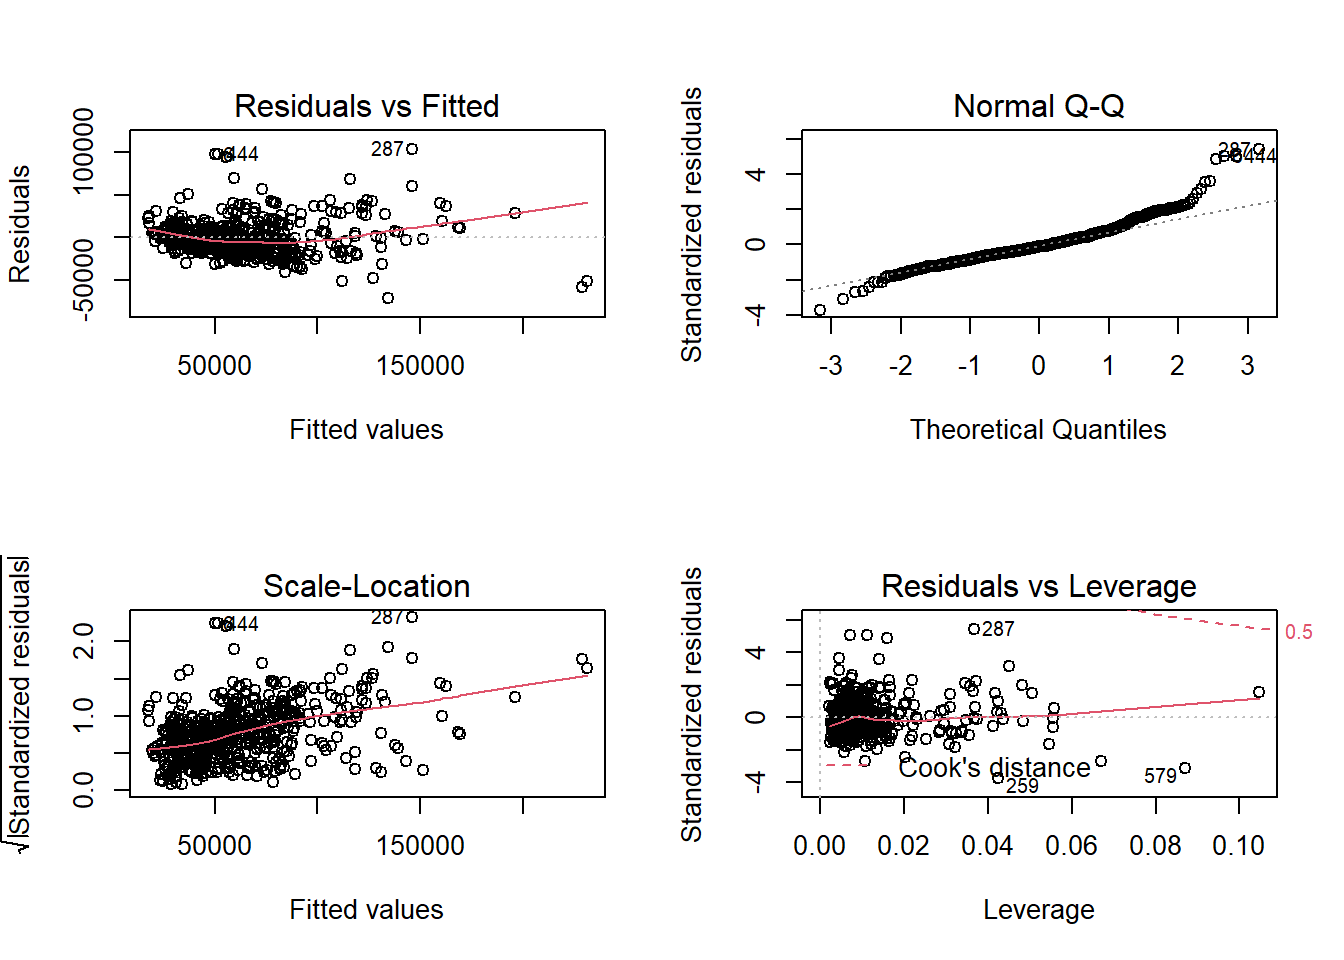 Residuals vs Fitted
Residuals
100000
-50000
444
287
50000
150000
Fitted values
Normal Q-Q
Standardized residuals
4
0
-4
287
444
-3
-2
-1
0
1
2
3
Theoretical Quantiles
Scale-Location
√|Standardized residuals|
2.0
1.0
0.0
444
287
50000
150000
Fitted values
Residuals vs Leverage
Standardized residuals
4
0
-4
287
0.5
Cook's distance
579
259
0.00
0.02
0.04
0.06
0.08
0.10
Leverage